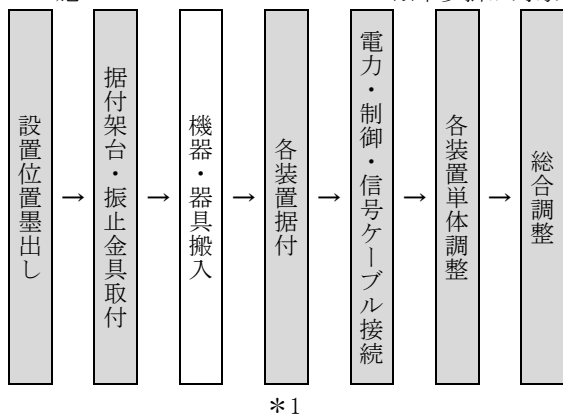 設置位置墨出し
→
据付架台・振止金具取付
→
機器・器具搬入
→
各装置据付
→
電力・制御・信号ケーブル接続
→
各装置単体調整
→
総合調整
＊1